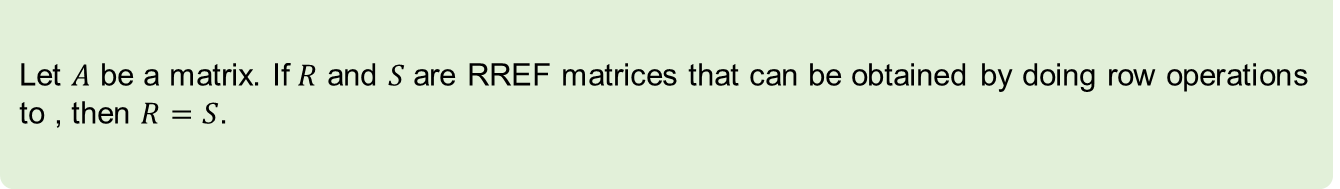 Let A be a matrix. If R and S are RREF matrices that can be obtained by doing row operations
to , then R = S.